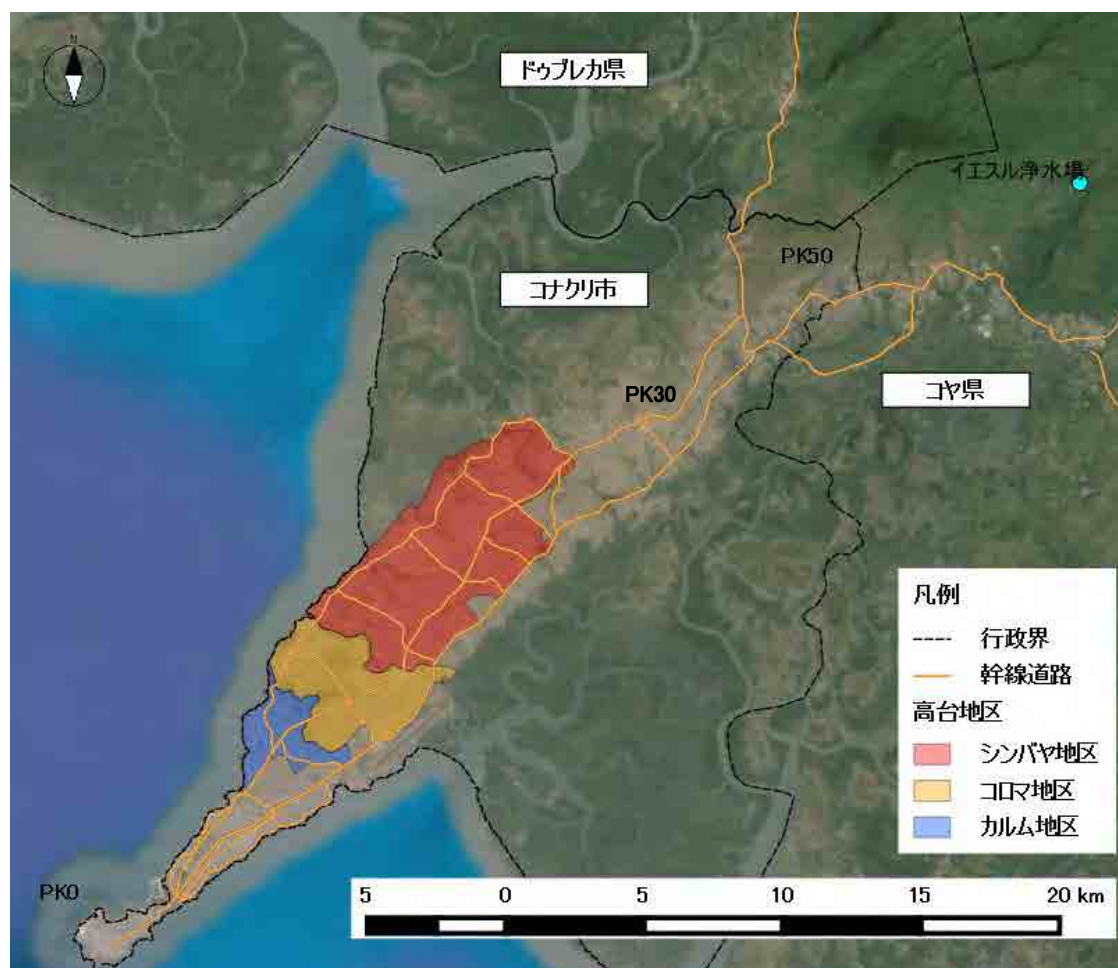 N
ドゥブレカ県
イエスル浄水場
PK50
コナクリ市
PK30
コヤ県
凡例
行政界
幹線道路
高台地区
シンバヤ地区
コロマ地区
カルム地区
PK0
5 0 5 10 15 20 km